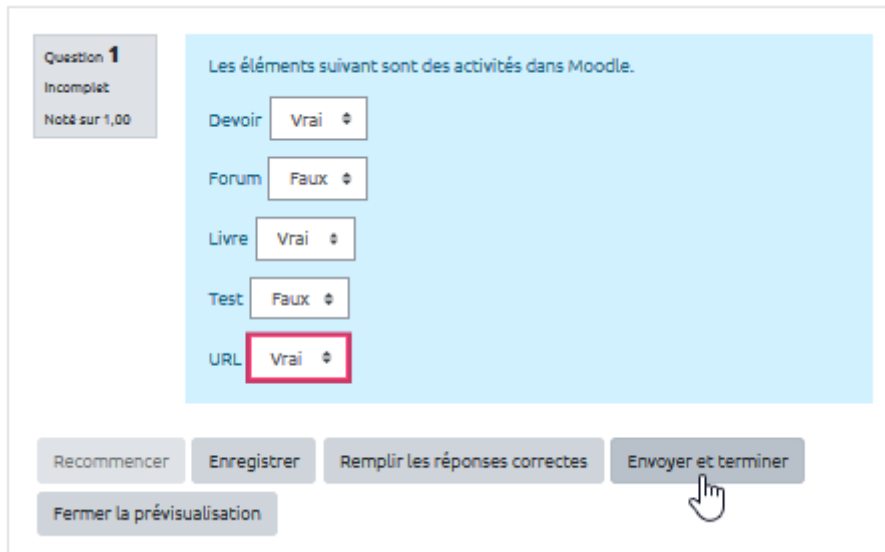 Question 1
Incomplet
Noté sur 1,00
Les éléments suivant sont des activités dans Moodle.
Devoir Vrai
Forum Faux
Livre Vrai
Test Faux
URL Vrai
Recommencer Enregistrer Remplir les réponses correctes Envoyer et terminer
Fermer la prévisualisation